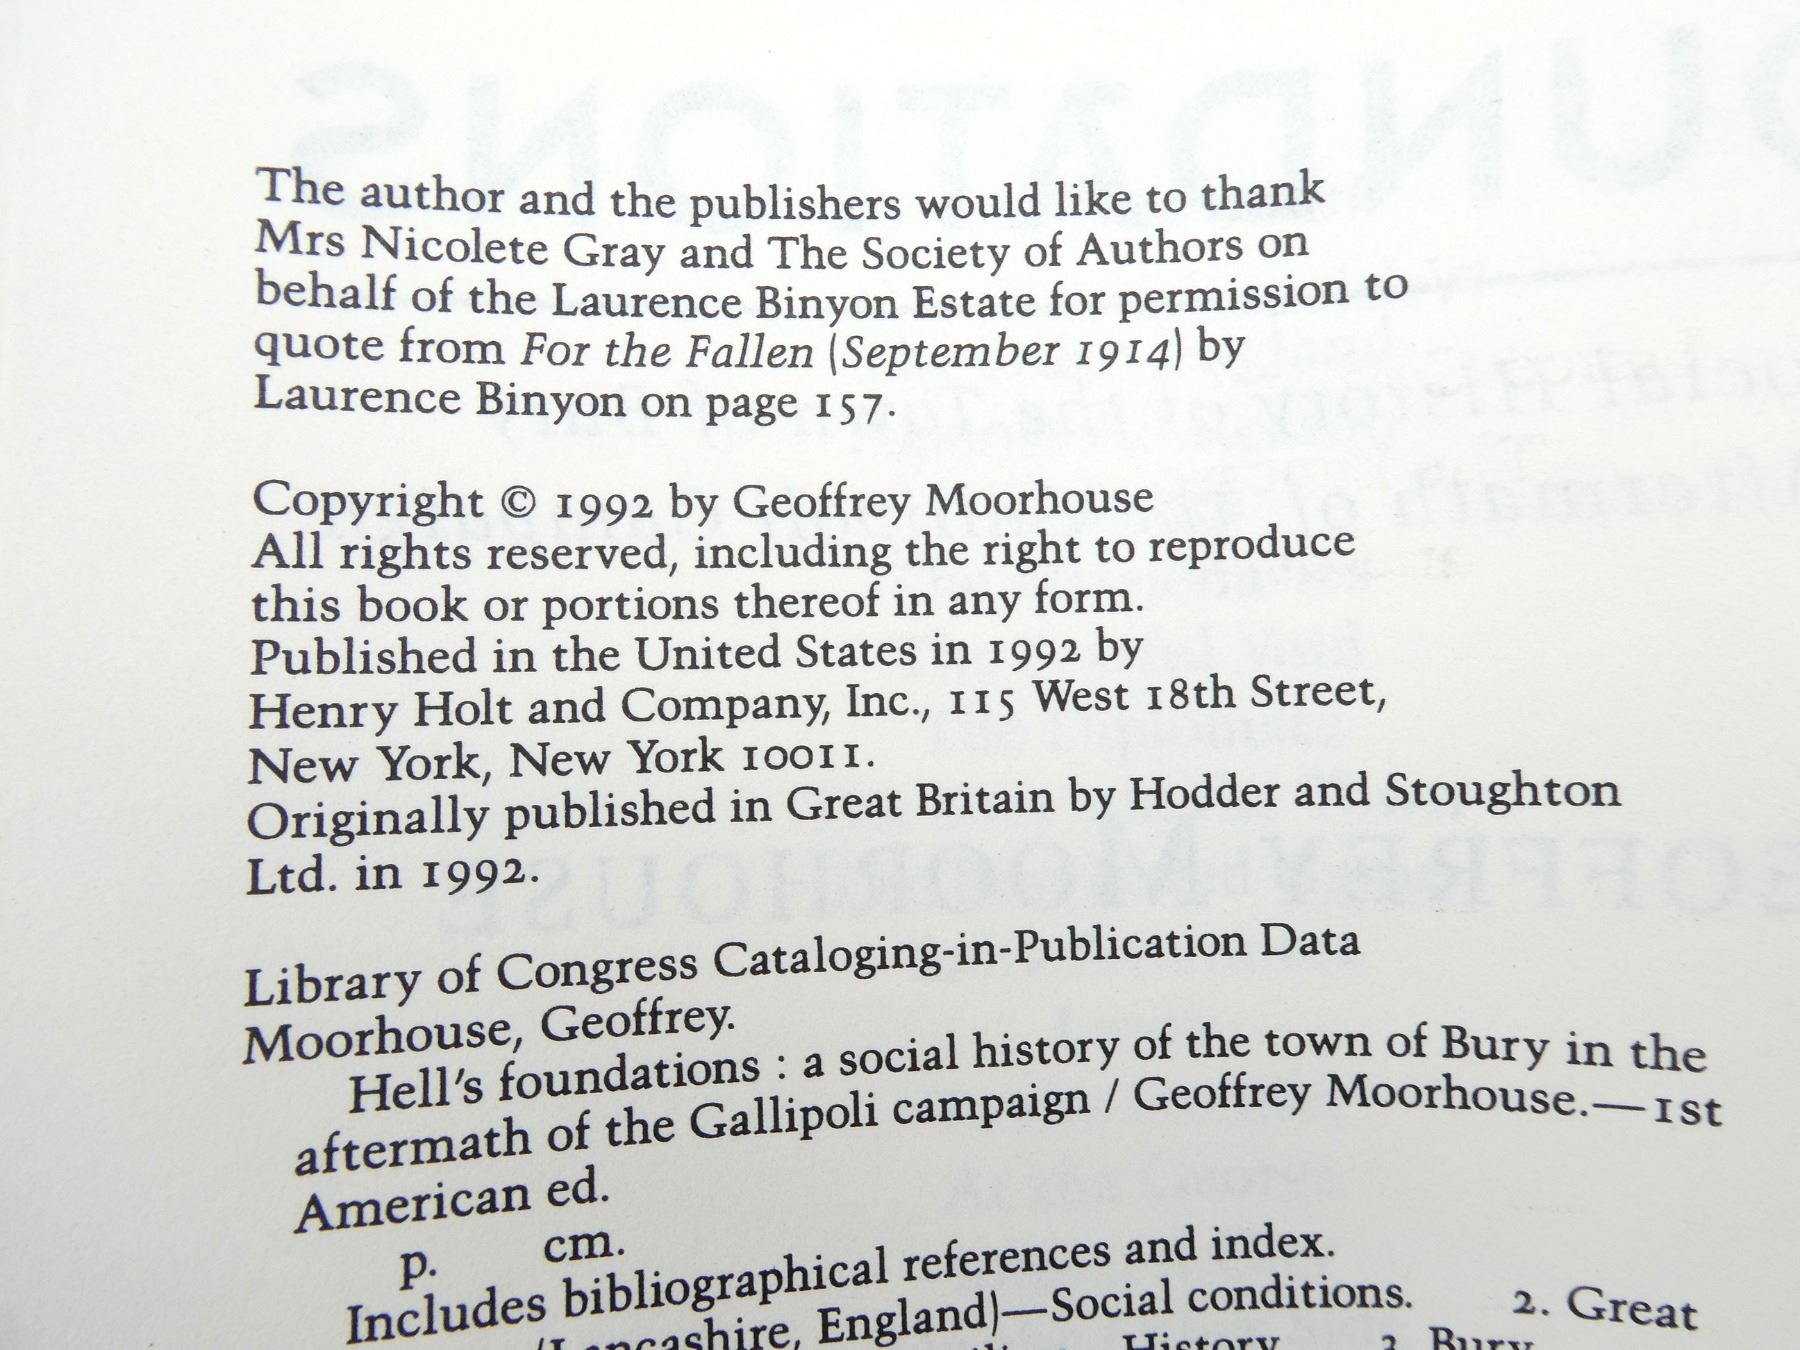 The author and the publishers would like to thank
Mrs Nicolete Gray and The Society of Authors on
behalf of the Laurence Binyon Estate for permission to
quote from For the Fallen (September 1914) by
Laurence Binyon on page 157.
Copyright © 1992 by Geoffrey Moorhouse
All rights reserved, including the right to reproduce
this book or portions thereof in any form.
Published in the United States in 1992 by
Henry Holt and Company, Inc., 115 West 18th Street,
New York, New York 10011.
Originally published in Great Britain by Hodder and Stoughton
Ltd. in 1992.
Library of Congress Cataloging-in-Publication Data
Moorhouse, Geoffrey.
Hell's foundations : a social history of the town of Bury in the
aftermath of the Gallipoli campaign / Geoffrey Moorhouse.—1st
American ed.
p. cm.
Includes bibliographical references and index.
(Lancashire, England)—Social conditions. 2. Great
History 3. Bury